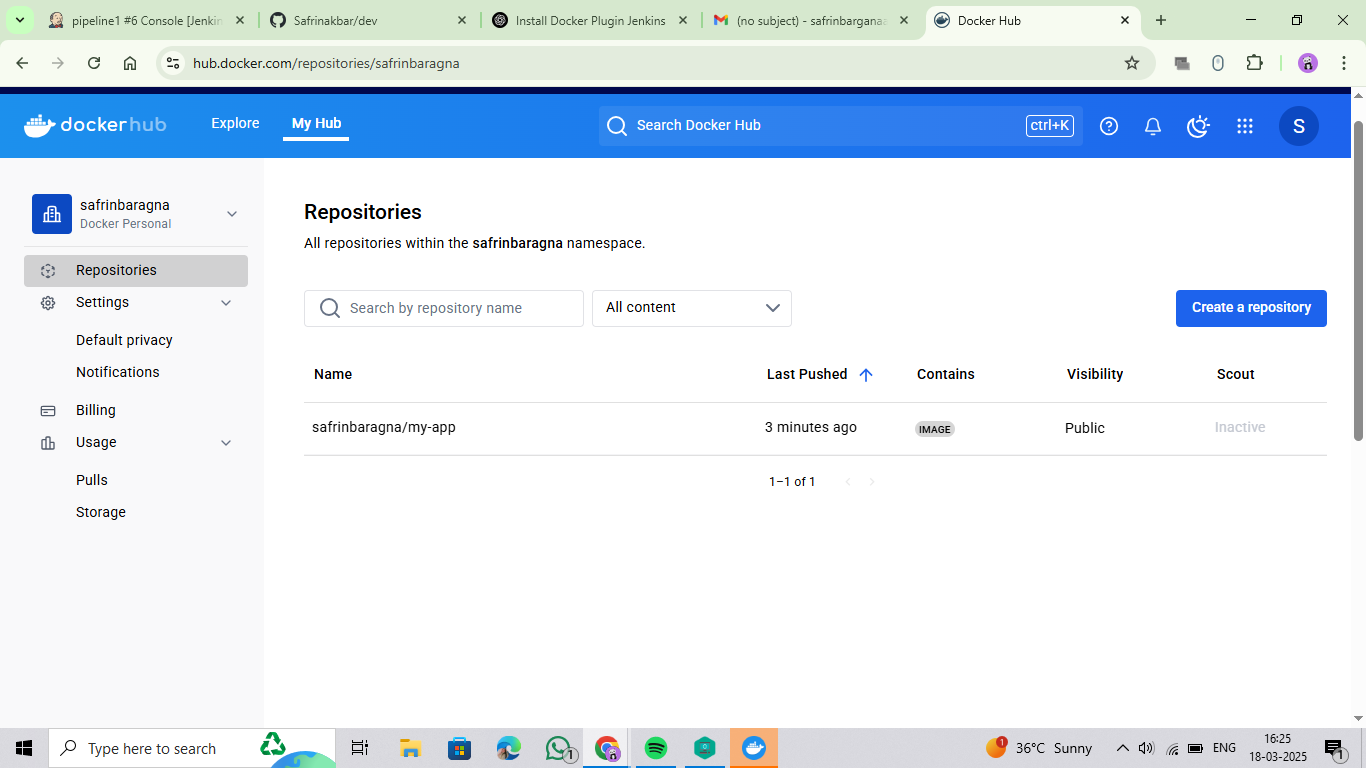 pipeline1 #6 Console [Jenkin
Safrinakbar/dev
Install Docker Plugin Jenkins
(no subject) - safrinbarganaa
Docker Hub
hub.docker.com/repositories/safrinbaragna
dockerhub
Explore
My Hub
Search Docker Hub
ctrl+K
S
safrinbaragna
Docker Personal
Repositories
Settings
Default privacy
Notifications
Billing
Usage
Pulls
Storage
Repositories
All repositories within the safrinbaragna namespace.
Search by repository name
All content
Create a repository
Name Last Pushed Contains Visibility Scout
safrinbaragna/my-app 3 minutes ago IMAGE Public Inactive
1–1 of 1
Type here to search
1
1
36°C Sunny
ENG
16:25
18-03-2025
1